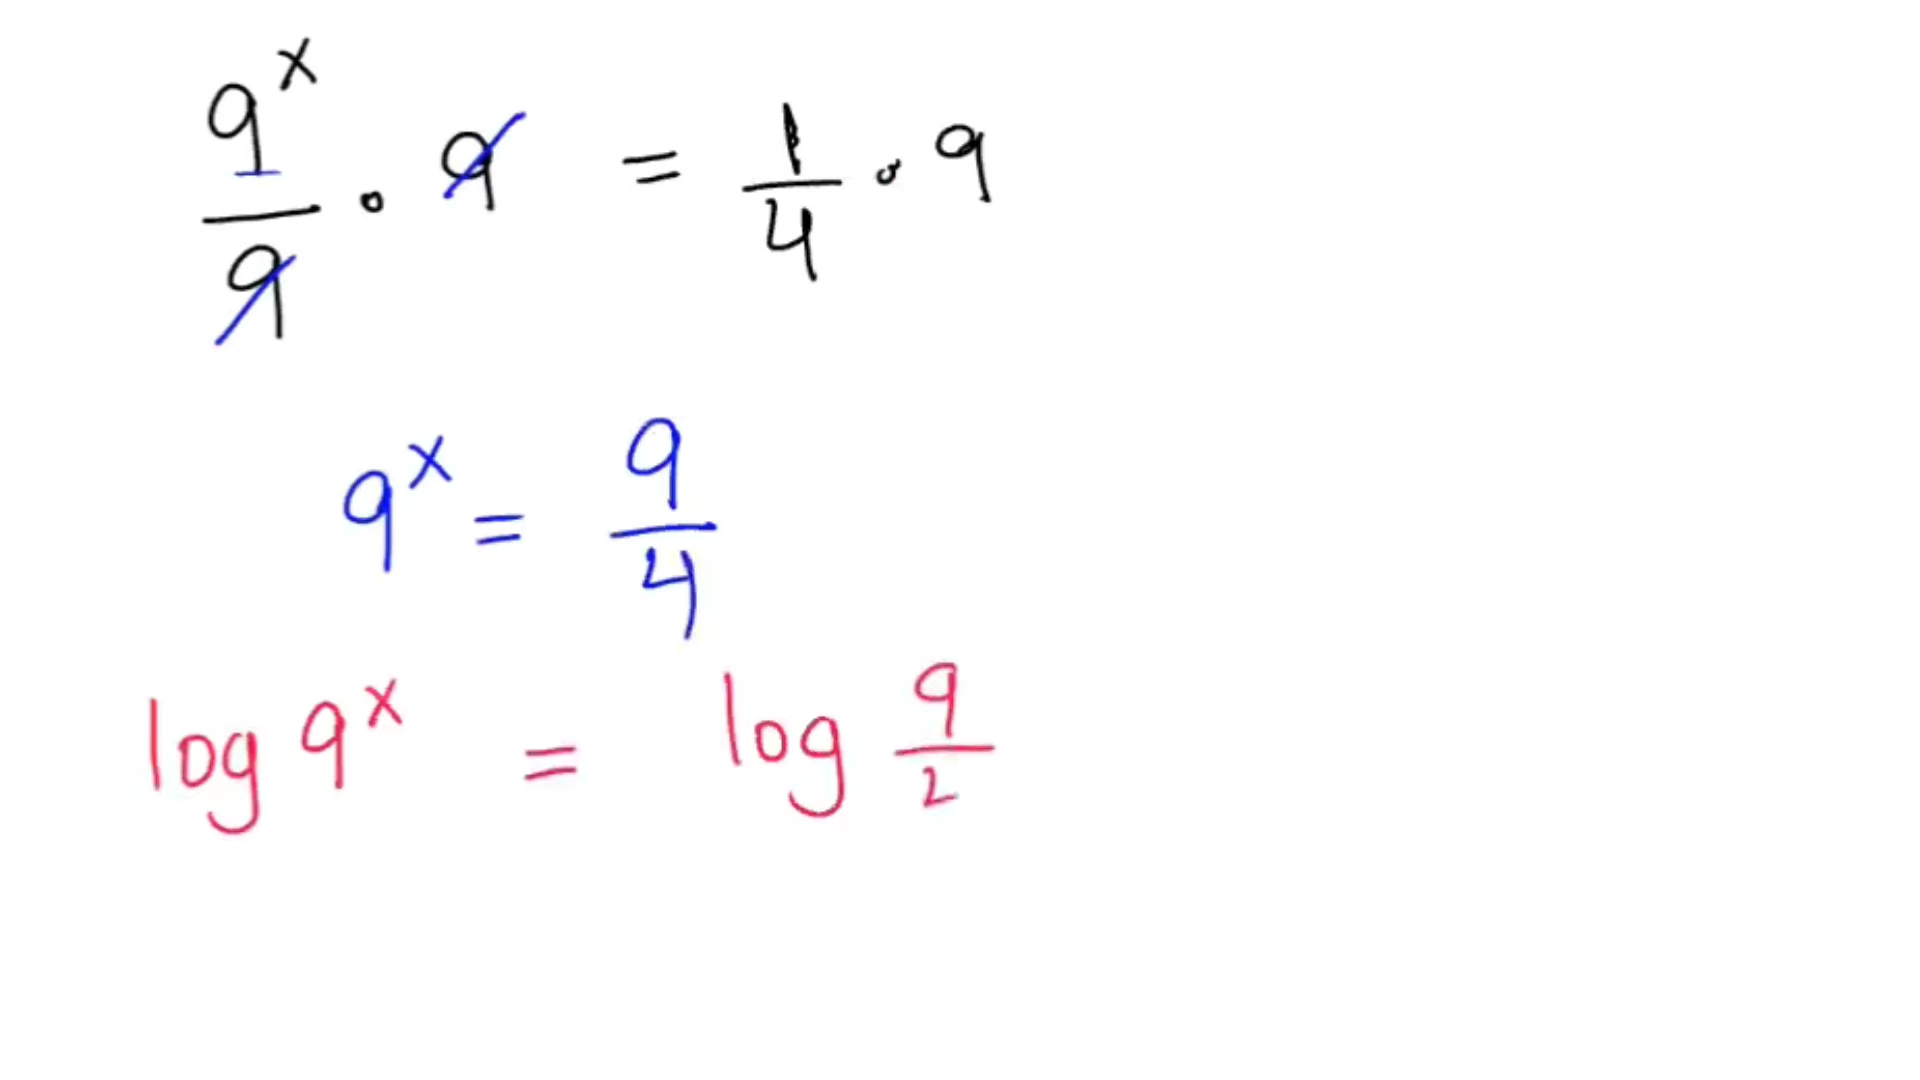 9^x/9 · 9 = 1/4 · 9
9^x = 9/4
log 9^x = log 9/2